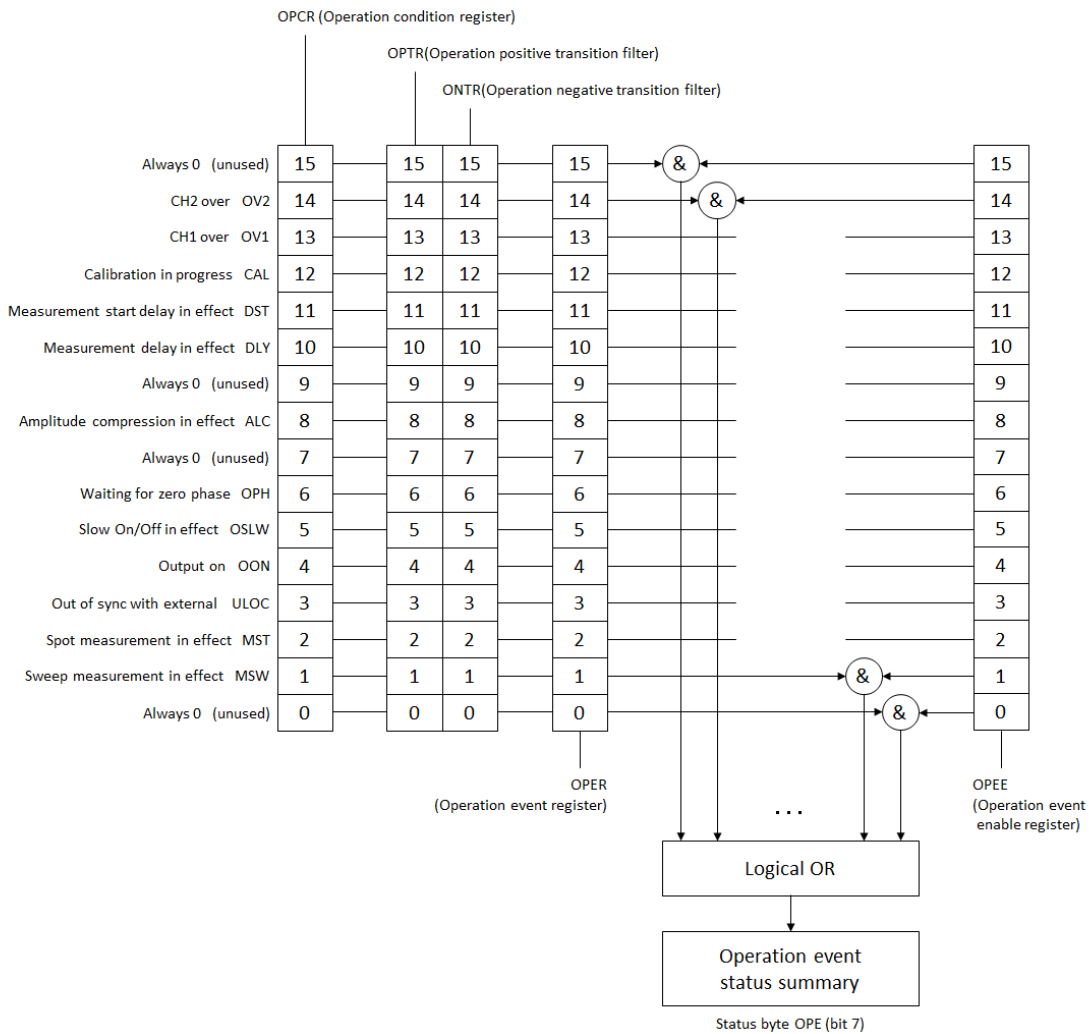 OPCR (Operation condition register)
OPTR(Operation positive transition filter)
ONTR(Operation negative transition filter)
Always 0 (unused) 15 15 15 15 & 15
CH2 over OV2 14 14 14 14 & 14
CH1 over OV1 13 13 13 13 13
Calibration in progress CAL 12 12 12 12 12
Measurement start delay in effect DST 11 11 11 11 11
Measurement delay in effect DLY 10 10 10 10 10
Always 0 (unused) 9 9 9 9 9
Amplitude compression in effect ALC 8 8 8 8 8
Always 0 (unused) 7 7 7 7 7
Waiting for zero phase OPH 6 6 6 6 6
Slow On/Off in effect OSLW 5 5 5 5 5
Output on OON 4 4 4 4 4
Out of sync with external ULOC 3 3 3 3 3
Spot measurement in effect MST 2 2 2 2 2
Sweep measurement in effect MSW 1 1 1 1 & 1
Always 0 (unused) 0 0 0 0 & 0
OPER
(Operation event register)
OPEE
(Operation event
enable register)
...
Logical OR
Operation event
status summary
Status byte OPE (bit 7)